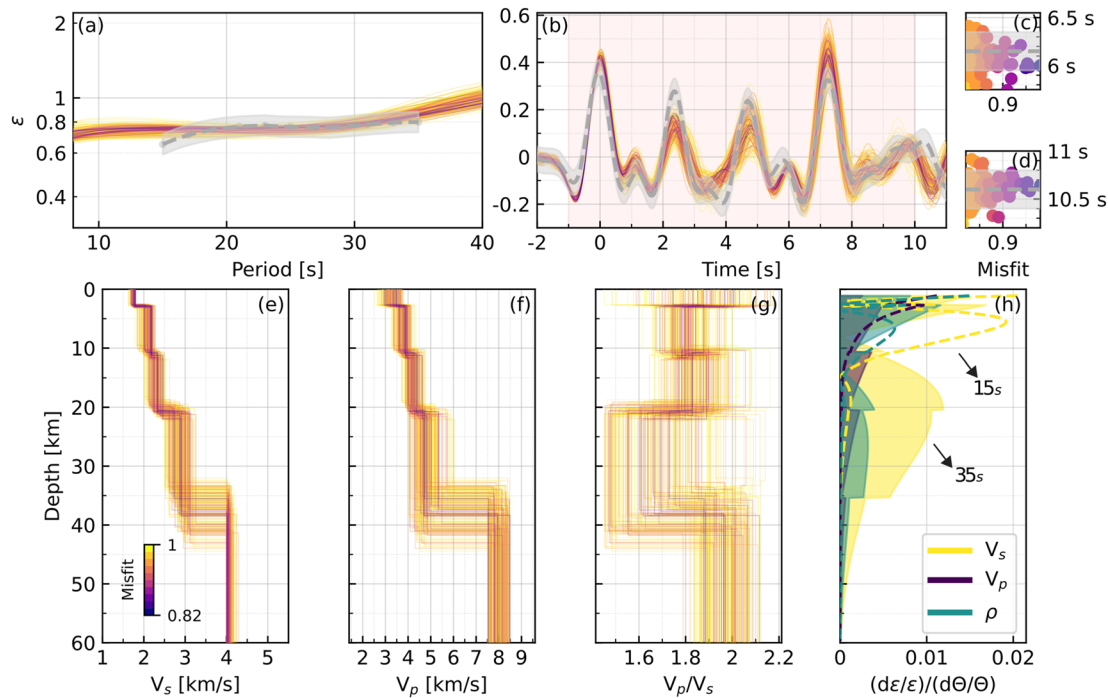 (a)
2
1
0.8
0.6
0.4
ε
10
20
30
40
Period [s]
(b)
0.6
0.4
0.2
0
-0.2
-2
0
2
4
6
8
10
Time [s]
(c)
6.5 s
6 s
0.9
(d)
11 s
10.5 s
0.9
Misfit
(e)
0
10
20
30
40
50
60
Depth [km]
Misfit
1
0.82
1
2
3
4
5
V_s [km/s]
(f)
2
3
4
5
6
7
8
9
V_p [km/s]
(g)
1.6
1.8
2
2.2
V_p/V_s
(h)
15s
35s
V_s
V_p
ρ
0
0.01
0.02
(dε/ε)/(dΘ/Θ)